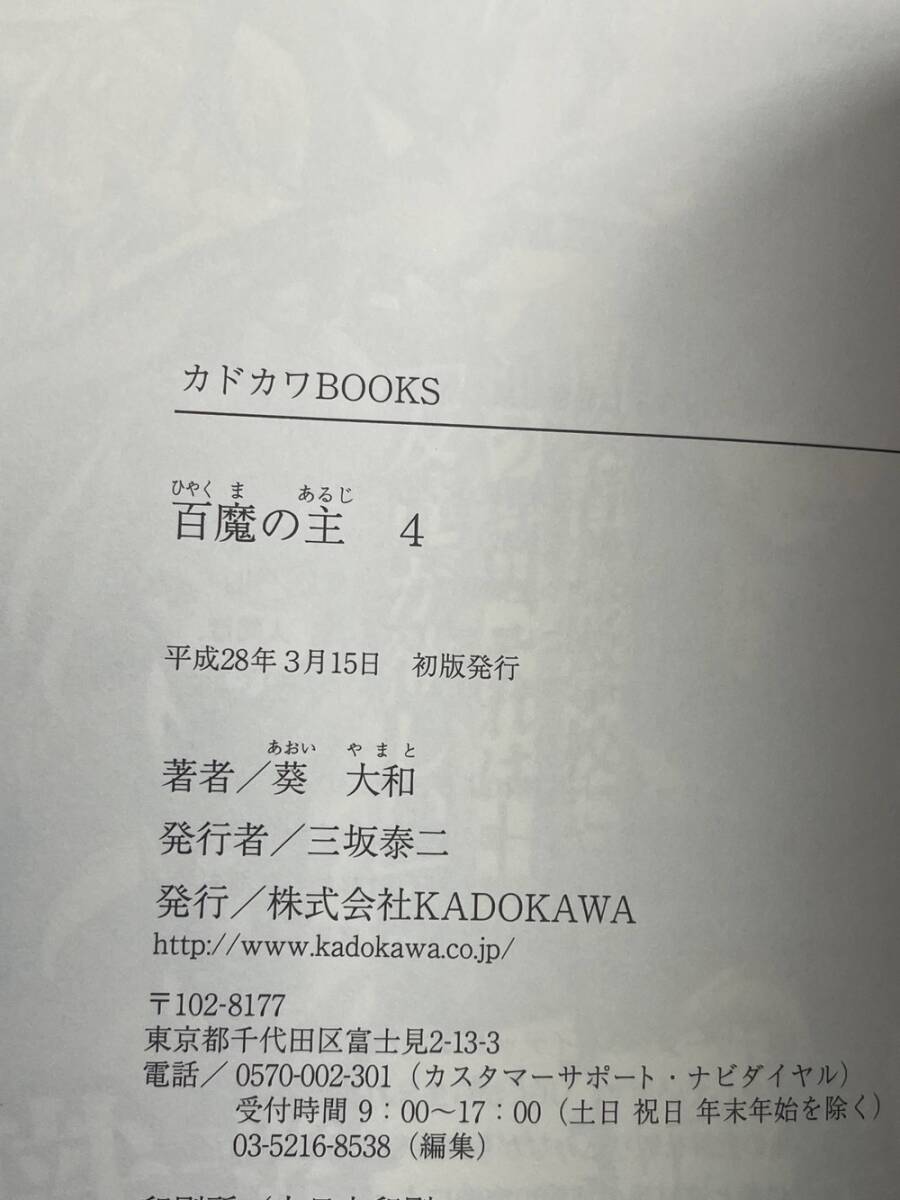 カドカワBOOKS
ひゃく ま あるじ
百魔の主 4
平成28年3月15日 初版発行
あおい やまと
著者／葵 大和
発行者／三坂泰二
発行／株式会社KADOKAWA
http://www.kadokawa.co.jp/
〒102-8177
東京都千代田区富士見2-13-3
電話／0570-002-301（カスタマーサポート・ナビダイヤル）
受付時間 9：00～17：00（土日 祝日 年末年始を除く）
03-5216-8538（編集）